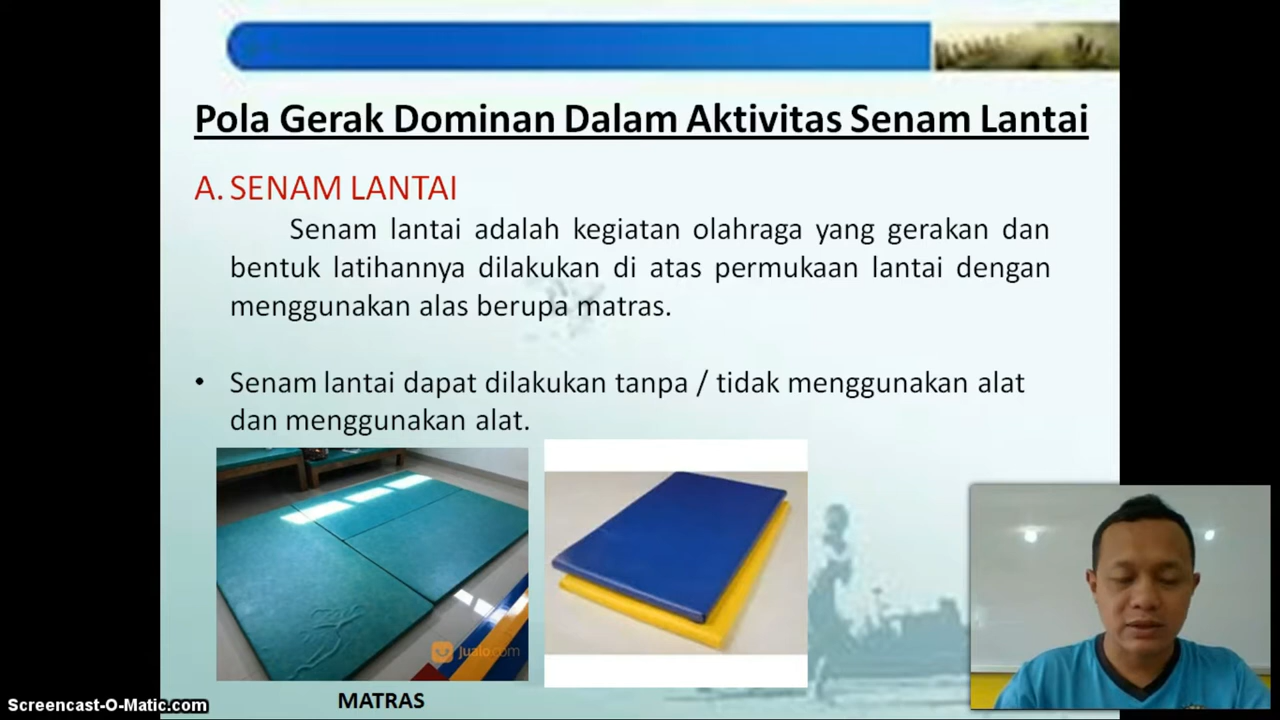 Pola Gerak Dominan Dalam Aktivitas Senam Lantai
A. SENAM LANTAI
Senam lantai adalah kegiatan olahraga yang gerakan dan
bentuk latihannya dilakukan di atas permukaan lantai dengan
menggunakan alas berupa matras.
• Senam lantai dapat dilakukan tanpa / tidak menggunakan alat
dan menggunakan alat.
Jualo.com
MATRAS
Screencast-O-Matic.com